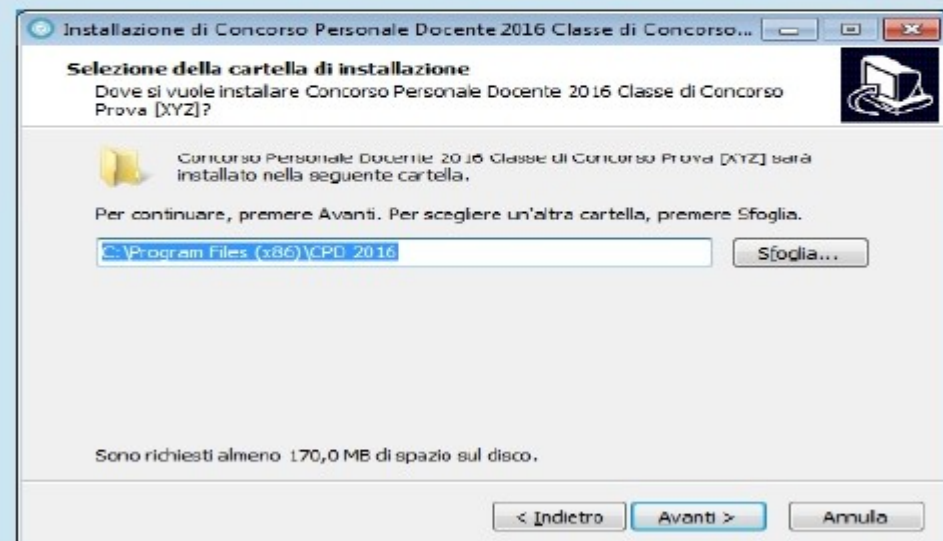 Installazione di Concorso Personale Docente 2016 Classe di Concorso...
Selezione della cartella di installazione
Dove si vuole installare Concorso Personale Docente 2016 Classe di Concorso
Prova [XYZ]?
Concorso Personale Docente 2016 Classe di Concorso Prova [XYZ] sarà
installato nella seguente cartella.
Per continuare, premere Avanti. Per scegliere un'altra cartella, premere Sfoglia.
C:\Program Files (x86)\CPD 2016
Sfoglia...
Sono richiesti almeno 170,0 MB di spazio sul disco.
< Indietro
Avanti >
Annulla